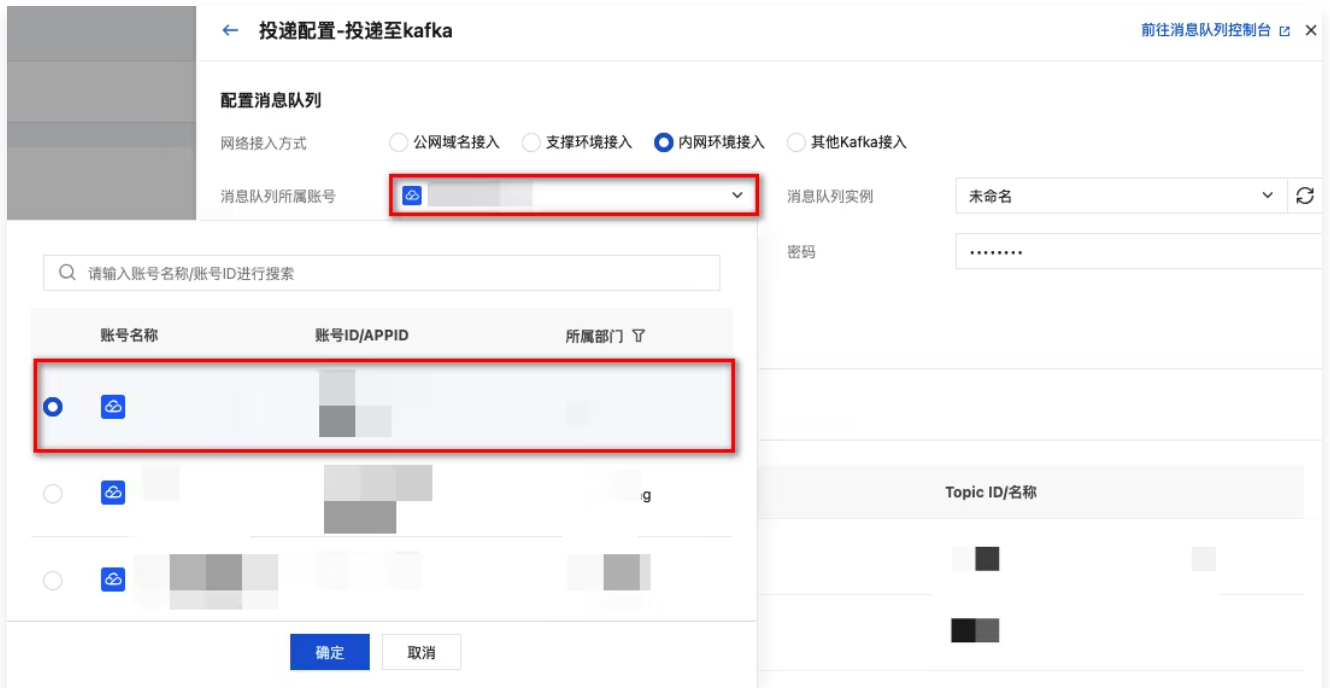 ← 投递配置-投递至kafka
前往消息队列控制台
配置消息队列
网络接入方式 公网域名接入 支撑环境接入 内网环境接入 其他Kafka接入
消息队列所属账号
消息队列实例 未命名
密码 ········
请输入账号名称/账号ID进行搜索
账号名称 账号ID/APPID 所属部门
Topic ID/名称
确定 取消